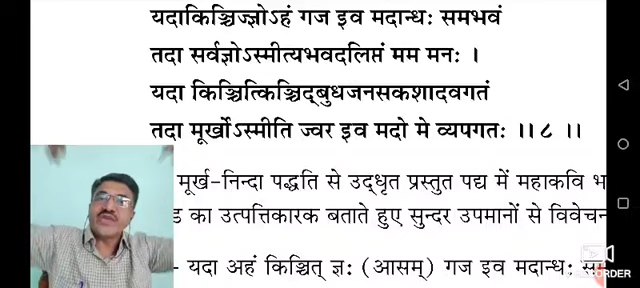 यदाकिञ्चिज्ज्ञोऽहं गज इव मदान्धः समभवं
तदा सर्वज्ञोऽस्मीत्यभवदलिप्तं मम मनः ।
यदा किञ्चित्किञ्चिद्बुधजनसकशादवगतं
तदा मूर्खोऽस्मीति ज्वर इव मदो मे व्यपगतः ।। ८ ।।
मूर्ख-निन्दा पद्धति से उद्धृत प्रस्तुत पद्य में महाकवि भ
ड का उत्पत्तिकारक बताते हुए सुन्दर उपमानों से विवेचन
- यदा अहं किञ्चित् ज्ञः (आसम्) गज इव मदान्धः